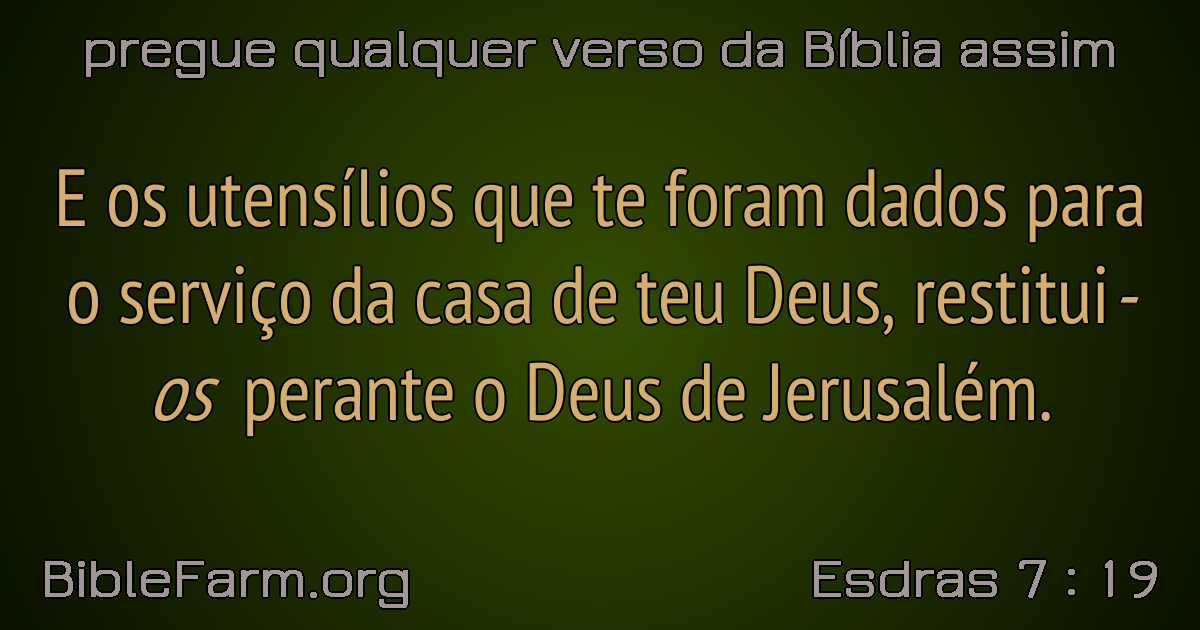 pregue qualquer verso da Bíblia assim
E os utensílios que te foram dados para
o serviço da casa de teu Deus, restitui-
os perante o Deus de Jerusalém.
BibleFarm.org
Esdras 7 : 19